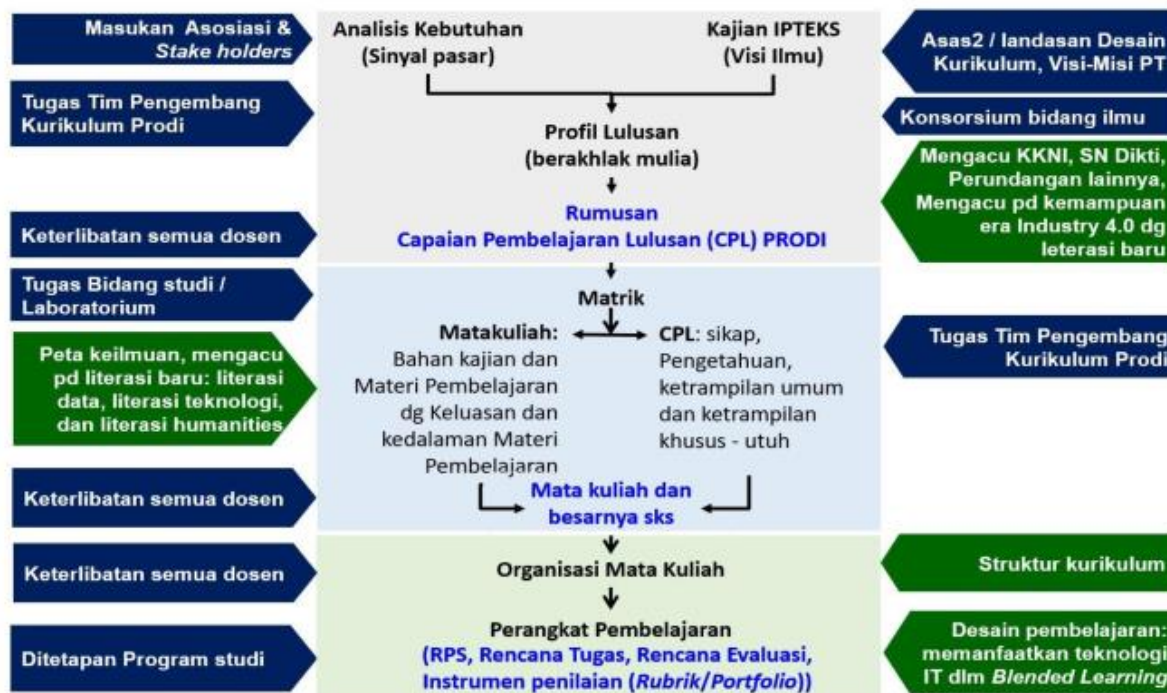 Masukan Asosiasi &
Stake holders
Analisis Kebutuhan
(Sinyal pasar)
Kajian IPTEKS
(Visi Ilmu)
Asas2 / landasan Desain
Kurikulum, Visi-Misi PT
Tugas Tim Pengembang
Kurikulum Prodi
Konsorsium bidang ilmu
Profil Lulusan
(berakhlak mulia)
Mengacu KKNI, SN Dikti,
Perundangan lainnya,
Mengacu pd kemampuan
era Industry 4.0 dg
leterasi baru
Keterlibatan semua dosen
Rumusan
Capaian Pembelajaran Lulusan (CPL) PRODI
Tugas Bidang studi /
Laboratorium
Matrik
Matakuliah:
Bahan kajian dan
Materi Pembelajaran
dg Keluasan dan
kedalaman Materi
Pembelajaran
CPL: sikap,
Pengetahuan,
ketrampilan umum
dan ketrampilan
khusus - utuh
Tugas Tim Pengembang
Kurikulum Prodi
Peta keilmuan, mengacu
pd literasi baru: literasi
data, literasi teknologi,
dan literasi humanities
Keterlibatan semua dosen
Mata kuliah dan
besarnya sks
Keterlibatan semua dosen
Organisasi Mata Kuliah
Struktur kurikulum
Ditetapan Program studi
Perangkat Pembelajaran
(RPS, Rencana Tugas, Rencana Evaluasi,
Instrumen penilaian (Rubrik/Portfolio))
Desain pembelajaran:
memanfaatkan teknologi
IT dlm Blended Learning